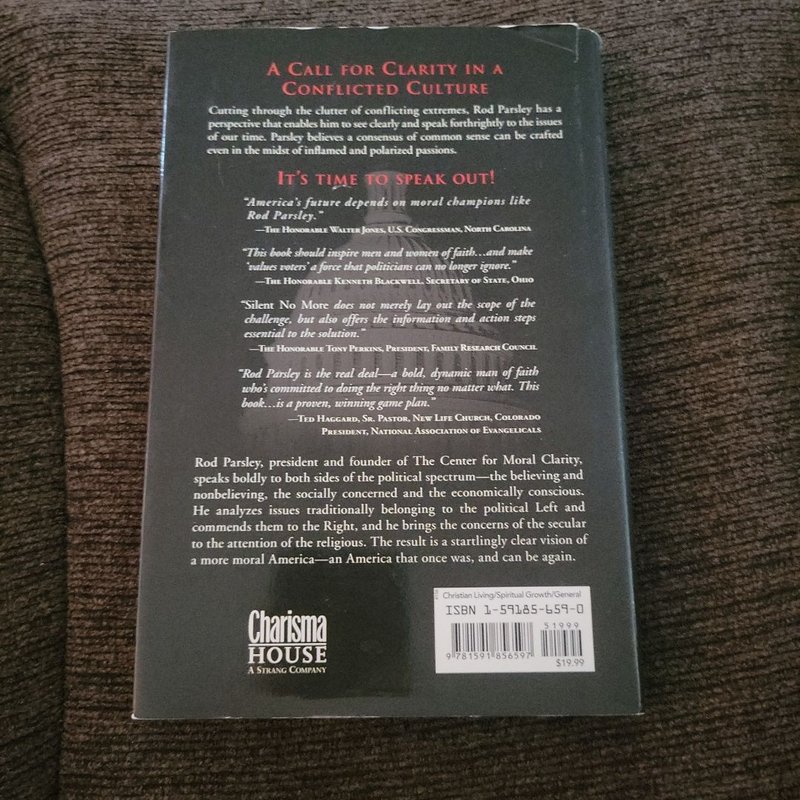 A Call for Clarity in a
Conflicted Culture
Cutting through the clutter of conflicting extremes, Rod Parsley has a
perspective that enables him to see clearly and speak forthrightly to the issues
of our time. Parsley believes a consensus of common sense can be crafted
even in the midst of inflamed and polarized passions.
It's time to speak out!
"America's future depends on moral champions like
Rod Parsley."
—The Honorable Walter Jones, U.S. Congressman, North Carolina
"This book should inspire men and women of faith...and make
'values voters' a force that politicians can no longer ignore."
—The Honorable Kenneth Blackwell, Secretary of State, Ohio
"Silent No More does not merely lay out the scope of the
challenge, but also offers the information and action steps
essential to the solution."
—The Honorable Tony Perkins, President, Family Research Council
"Rod Parsley is the real deal—a bold, dynamic man of faith
who's committed to doing the right thing no matter what. This
book...is a proven, winning game plan."
—Ted Haggard, Sr. Pastor, New Life Church, Colorado
President, National Association of Evangelicals
Rod Parsley, president and founder of The Center for Moral Clarity,
speaks boldly to both sides of the political spectrum—the believing and
nonbelieving, the socially concerned and the economically conscious.
He analyzes issues traditionally belonging to the political Left and
commends them to the Right, and he brings the concerns of the secular
to the attention of the religious. The result is a startlingly clear vision of
a more moral America—an America that once was, and can be again.
Charisma
HOUSE
A Strang Company
Christian Living/Spiritual Growth/General
ISBN 1-59185-659-0
51999
9 781591 856597
$19.99